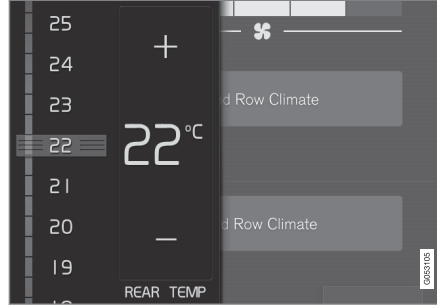 25
24
23
22
21
20
19
+
22°C
–
REAR TEMP
d Row Climate
d Row Climate
G053105